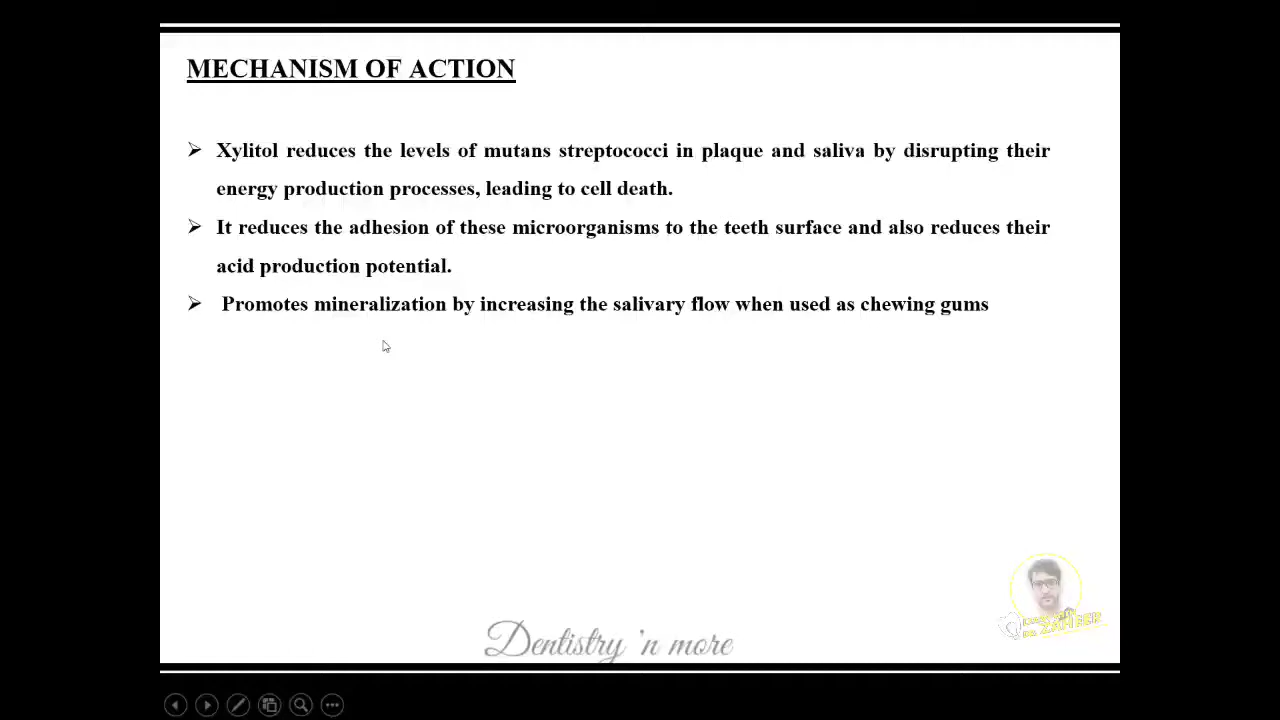 MECHANISM OF ACTION
➢ Xylitol reduces the levels of mutans streptococci in plaque and saliva by disrupting their
energy production processes, leading to cell death.
➢ It reduces the adhesion of these microorganisms to the teeth surface and also reduces their
acid production potential.
➢ Promotes mineralization by increasing the salivary flow when used as chewing gums
Dentistry 'n more